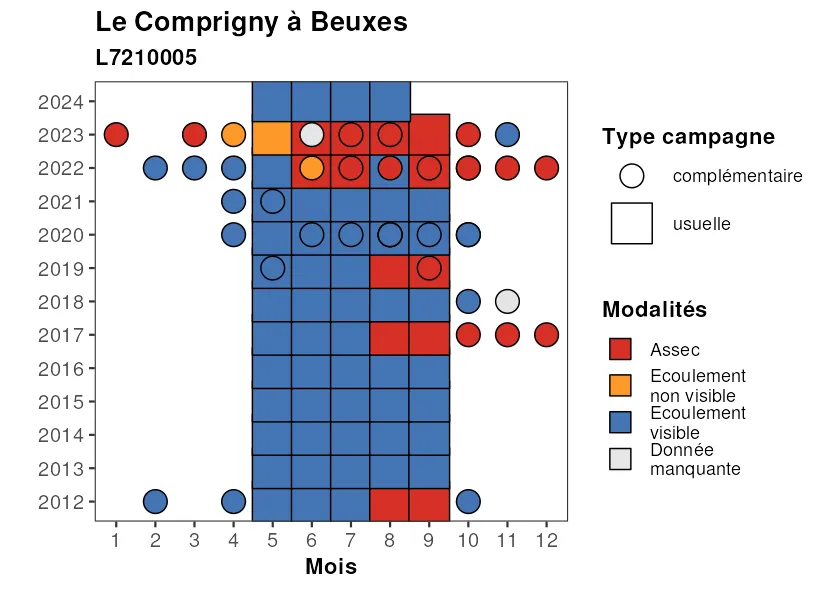 Le Comprigny à Beuxes
L7210005
2024
2023
2022
2021
2020
2019
2018
2017
2016
2015
2014
2013
2012
1 2 3 4 5 6 7 8 9 10 11 12
Mois
Type campagne
complémentaire
usuelle
Modalités
Assec
Ecoulement
non visible
Ecoulement
visible
Donnée
manquante